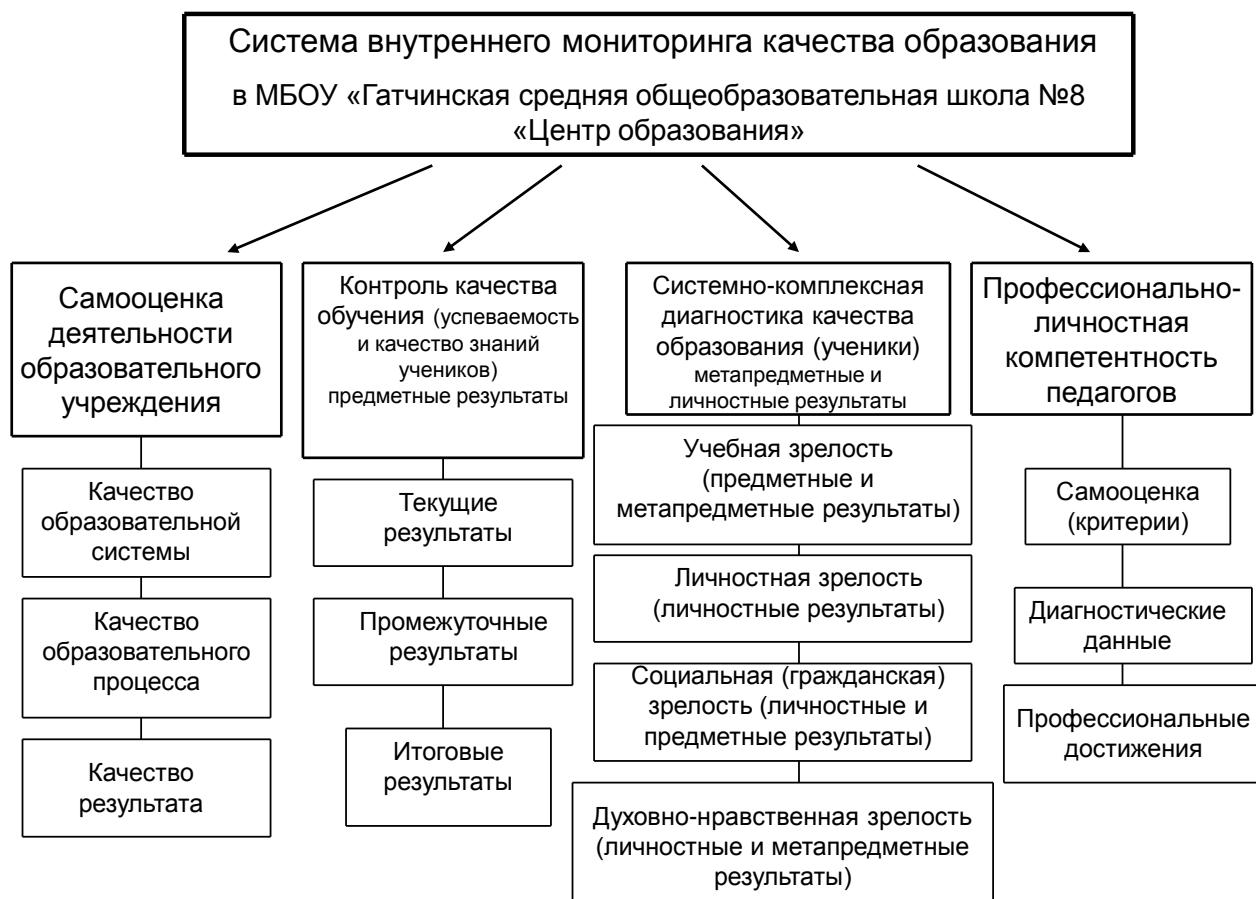 Система внутреннего мониторинга качества образования
в МБОУ «Гатчинская средняя общеобразовательная школа №8
«Центр образования»
Самооценка
деятельности
образовательного
учреждения
Качество
образовательной
системы
Качество
образовательного
процесса
Качество
результата
Контроль качества
обучения (успеваемость
и качество знаний
учеников)
предметные результаты
Текущие
результаты
Промежуточные
результаты
Итоговые
результаты
Системно-комплексная
диагностика качества
образования (ученики)
метапредметные и
личностные результаты
Учебная зрелость
(предметные и
метапредметные результаты)
Личностная зрелость
(личностные результаты)
Социальная (гражданская)
зрелость (личностные и
предметные результаты)
Духовно-нравственная зрелость
(личностные и метапредметные
результаты)
Профессионально-
личностная
компетентность
педагогов
Самооценка
(критерии)
Диагностические
данные
Профессиональные
достижения